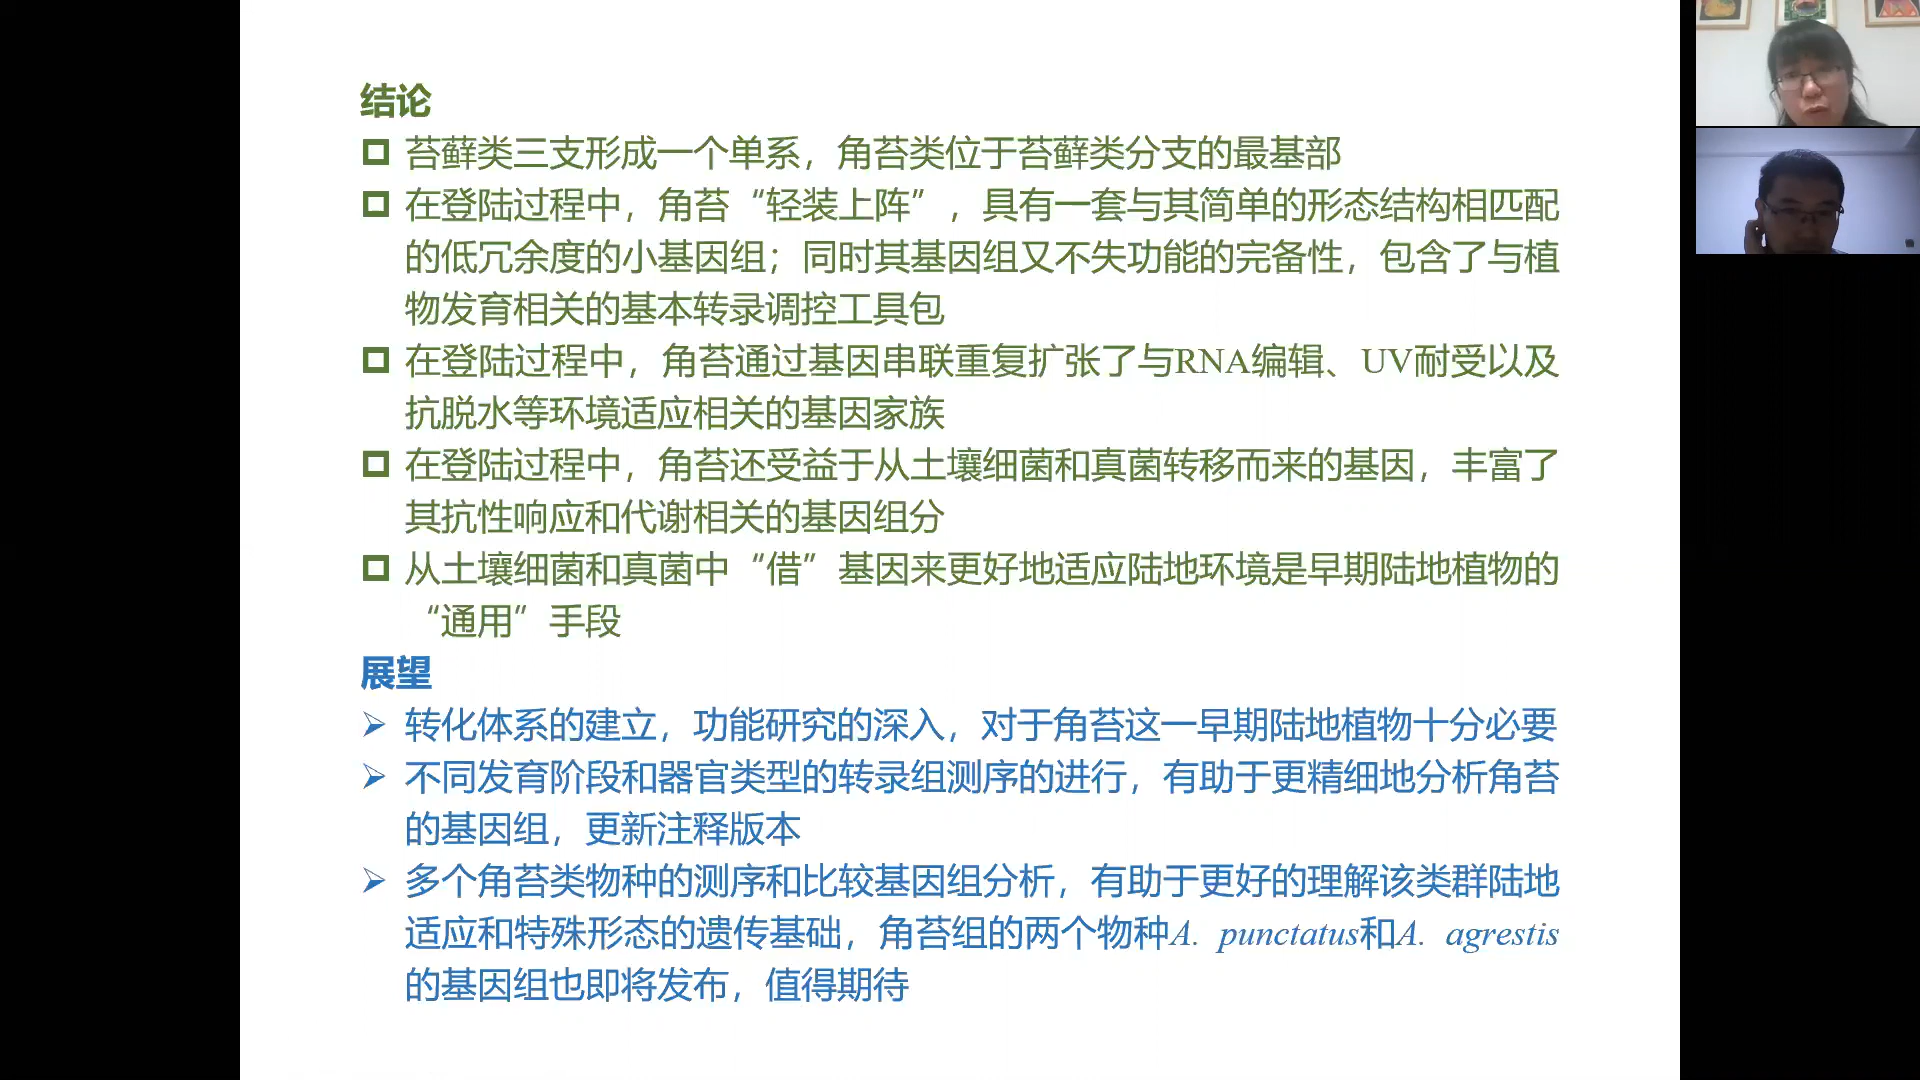 结论
苔藓类三支形成一个单系，角苔类位于苔藓类分支的最基部
在登陆过程中，角苔“轻装上阵”，具有一套与其简单的形态结构相匹配
的低冗余度的小基因组；同时其基因组又不失功能的完备性，包含了与植
物发育相关的基本转录调控工具包
在登陆过程中，角苔通过基因串联重复扩张了与RNA编辑、UV耐受以及
抗脱水等环境适应相关的基因家族
在登陆过程中，角苔还受益于从土壤细菌和真菌转移而来的基因，丰富了
其抗性响应和代谢相关的基因组分
从土壤细菌和真菌中“借”基因来更好地适应陆地环境是早期陆地植物的
“通用”手段
展望
转化体系的建立，功能研究的深入，对于角苔这一早期陆地植物十分必要
不同发育阶段和器官类型的转录组测序的进行，有助于更精细地分析角苔
的基因组，更新注释版本
多个角苔类物种的测序和比较基因组分析，有助于更好的理解该类群陆地
适应和特殊形态的遗传基础，角苔组的两个物种A. punctatus和A. agrestis
的基因组也即将发布，值得期待